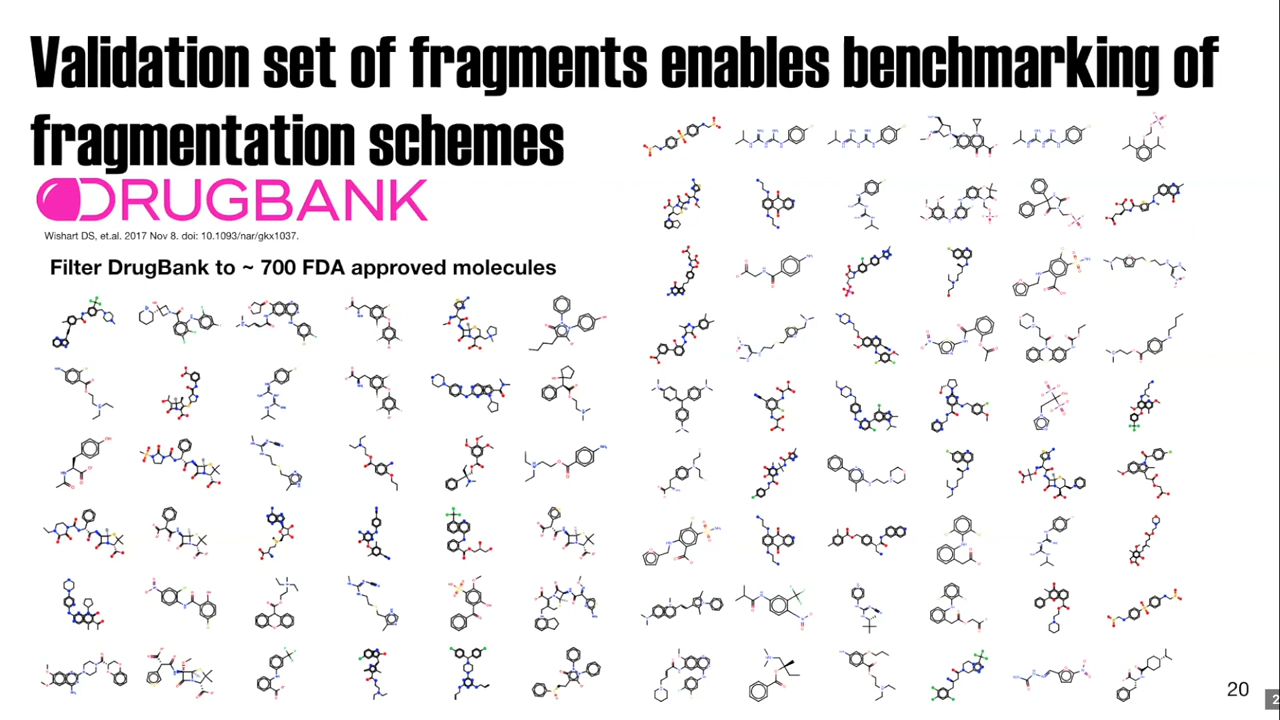 Validation set of fragments enables benchmarking of
fragmentation schemes
DRUGBANK
Wishart DS, et.al. 2017 Nov 8. doi: 10.1093/nar/gkx1037.
Filter DrugBank to ~ 700 FDA approved molecules
20
2